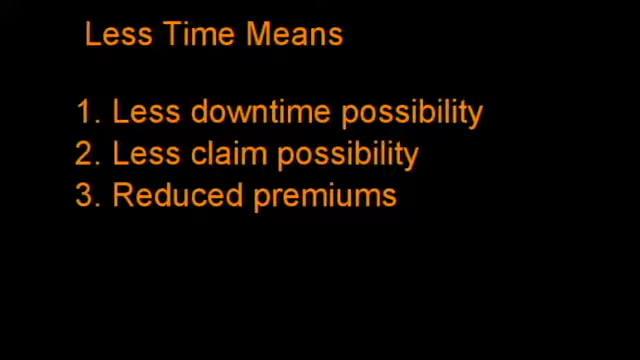 Less Time Means
1. Less downtime possibility
2. Less claim possibility
3. Reduced premiums